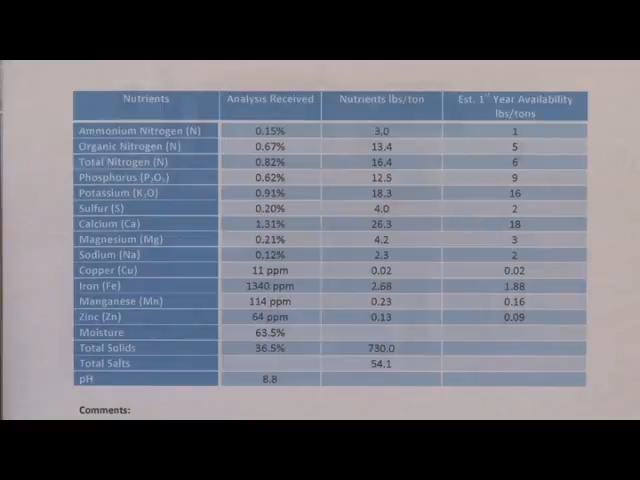 Nutrients Analysis Received Nutrients lbs/ton Est. 1st Year Availability
lbs/tons
Ammonium Nitrogen (N) 0.15% 3.0 1
Organic Nitrogen (N) 0.67% 13.4 5
Total Nitrogen (N) 0.82% 16.4 6
Phosphorus (P₂O₅) 0.62% 12.5 9
Potassium (K₂O) 0.91% 18.3 16
Sulfur (S) 0.20% 4.0 2
Calcium (Ca) 1.31% 26.3 18
Magnesium (Mg) 0.21% 4.2 3
Sodium (Na) 0.12% 2.3 2
Copper (Cu) 11 ppm 0.02 0.02
Iron (Fe) 1340 ppm 2.68 1.88
Manganese (Mn) 114 ppm 0.23 0.16
Zinc (Zn) 64 ppm 0.13 0.09
Moisture 63.5%
Total Solids 36.5% 730.0
Total Salts 54.1
pH 8.8
Comments: